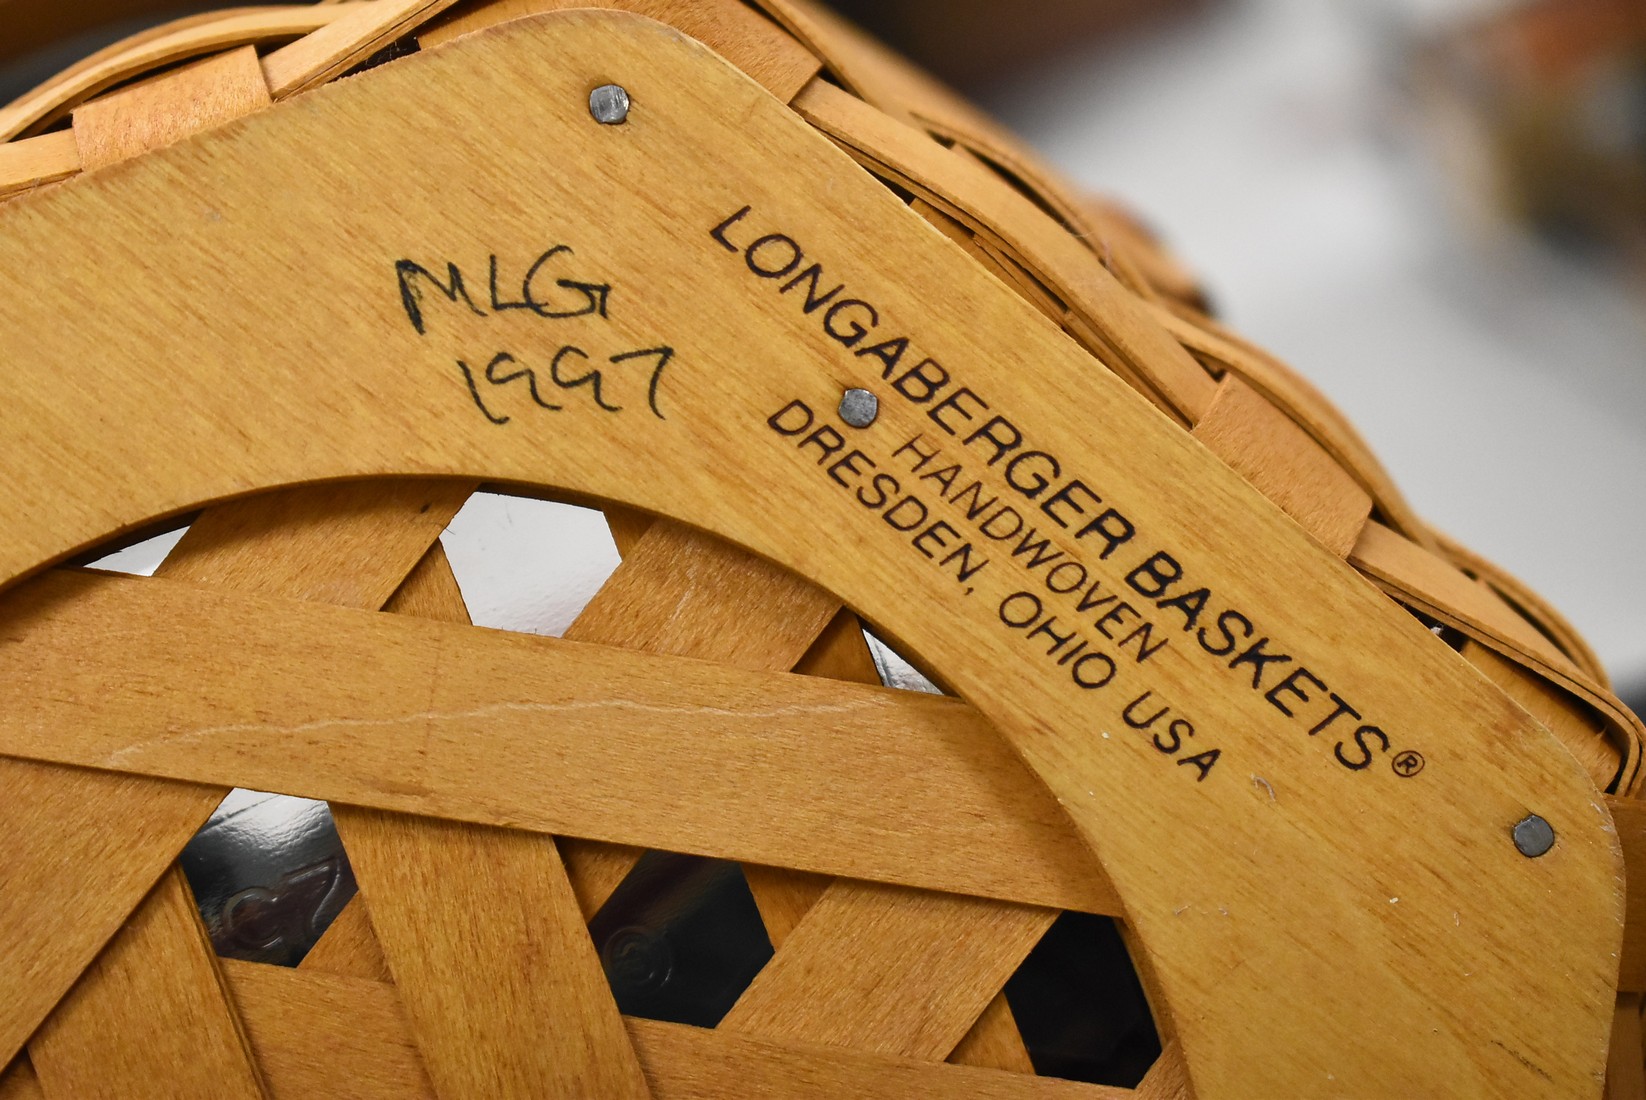 MLG
1997
LONGABERGER BASKETS®
HANDWOVEN
DRESDEN, OHIO USA